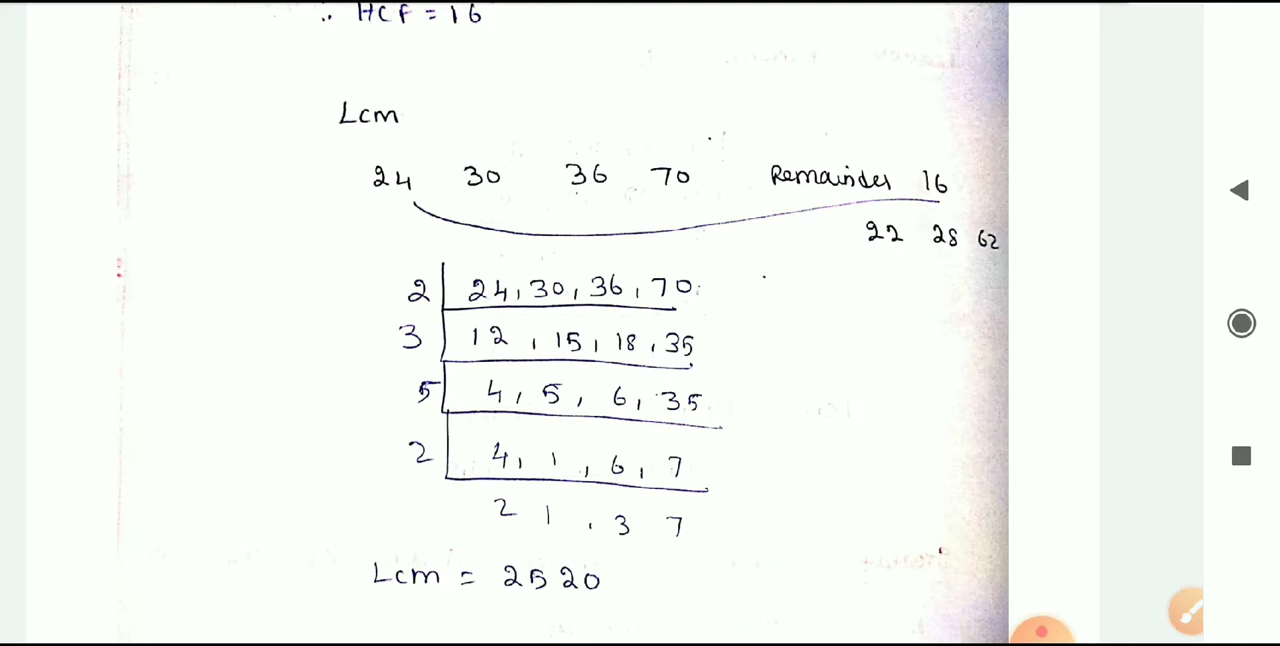 ∴ HCF = 16
Lcm
24 30 36 70 Remainder 16
22 28 62
2 24, 30, 36, 70
3 12, 15, 18, 35
5 4, 5, 6, 35
2 4, 1, 6, 7
2 1, 3 7
Lcm = 2520